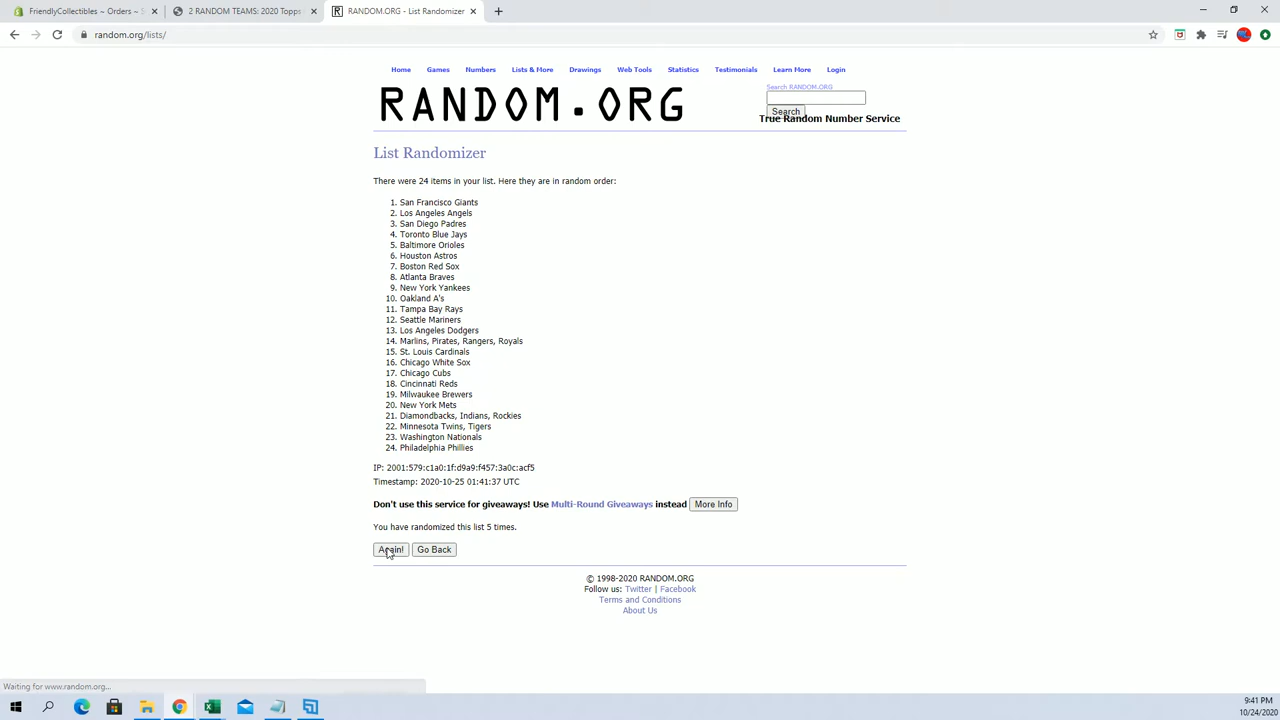 FriendlyCollectibles ~ S
2 RANDOM TEAMS: 2020 Topps
RANDOM.ORG - List Randomizer
random.org/lists/
Home Games Numbers Lists & More Drawings Web Tools Statistics Testimonials Learn More Login
RANDOM.ORG
Search RANDOM.ORG
Search
True Random Number Service
List Randomizer
There were 24 items in your list. Here they are in random order:
1. San Francisco Giants
2. Los Angeles Angels
3. San Diego Padres
4. Toronto Blue Jays
5. Baltimore Orioles
6. Houston Astros
7. Boston Red Sox
8. Atlanta Braves
9. New York Yankees
10. Oakland A's
11. Tampa Bay Rays
12. Seattle Mariners
13. Los Angeles Dodgers
14. Marlins, Pirates, Rangers, Royals
15. St. Louis Cardinals
16. Chicago White Sox
17. Chicago Cubs
18. Cincinnati Reds
19. Milwaukee Brewers
20. New York Mets
21. Diamondbacks, Indians, Rockies
22. Minnesota Twins, Tigers
23. Washington Nationals
24. Philadelphia Phillies
IP: 2001:579:c1a0:1f:d9a9:f457:3a0c:acf5
Timestamp: 2020-10-25 01:41:37 UTC
Don't use this service for giveaways! Use Multi-Round Giveaways instead More Info
You have randomized this list 5 times.
Again! Go Back
© 1998-2020 RANDOM.ORG
Follow us: Twitter | Facebook
Terms and Conditions
About Us
Waiting for www.random.org...
9:41 PM
10/24/2020